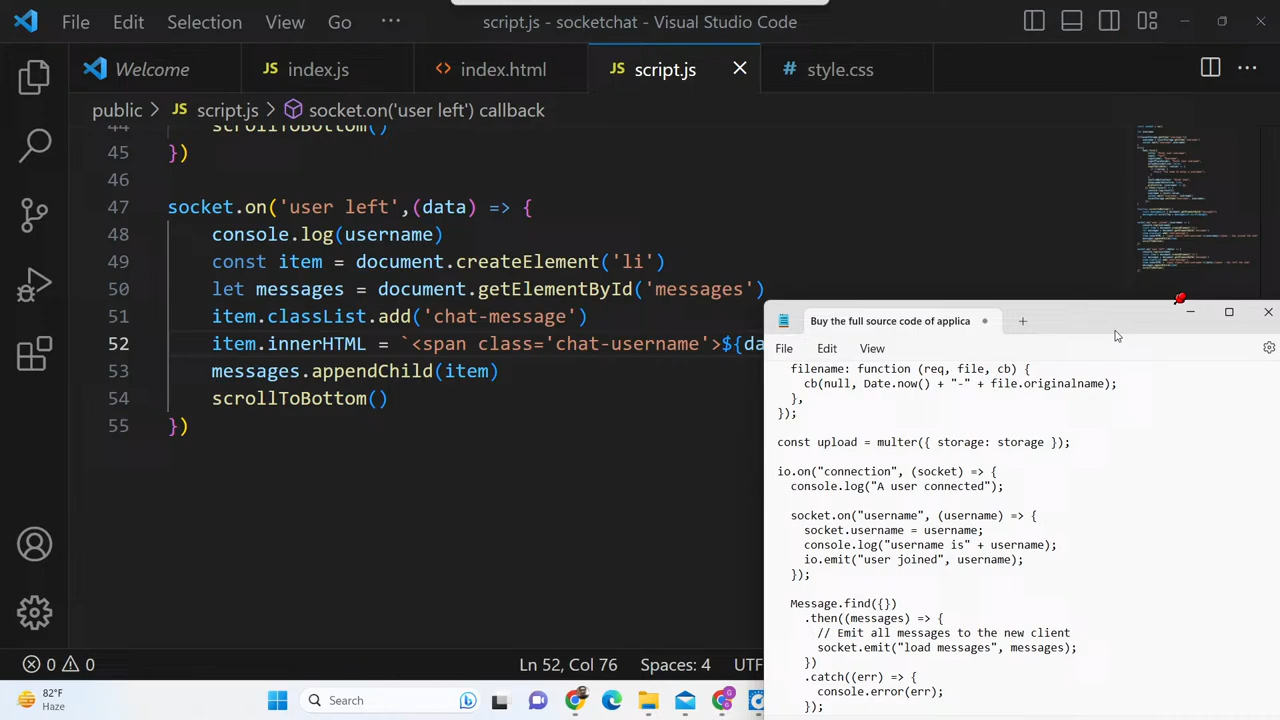 File Edit Selection View Go ··· script.js - socketchat - Visual Studio Code
Welcome JS index.js <> index.html JS script.js # style.css
public > JS script.js > socket.on('user left') callback
44 scrollToBottom()
45 })
46
47 socket.on('user left',(data) => {
48 console.log(username)
49 const item = document.createElement('li')
50 let messages = document.getElementById('messages')
51 item.classList.add('chat-message')
52 item.innerHTML = `<span class='chat-username'>${da
53 messages.appendChild(item)
54 scrollToBottom()
55 })
0 0 Ln 52, Col 76 Spaces: 4 UTF
Buy the full source code of applica
File Edit View
filename: function (req, file, cb) {
cb(null, Date.now() + "-" + file.originalname);
},
});
const upload = multer({ storage: storage });
io.on("connection", (socket) => {
console.log("A user connected");
socket.on("username", (username) => {
socket.username = username;
console.log("username is" + username);
io.emit("user joined", username);
});
Message.find({})
.then((messages) => {
// Emit all messages to the new client
socket.emit("load messages", messages);
})
.catch((err) => {
console.error(err);
});
82°F
Haze
Search